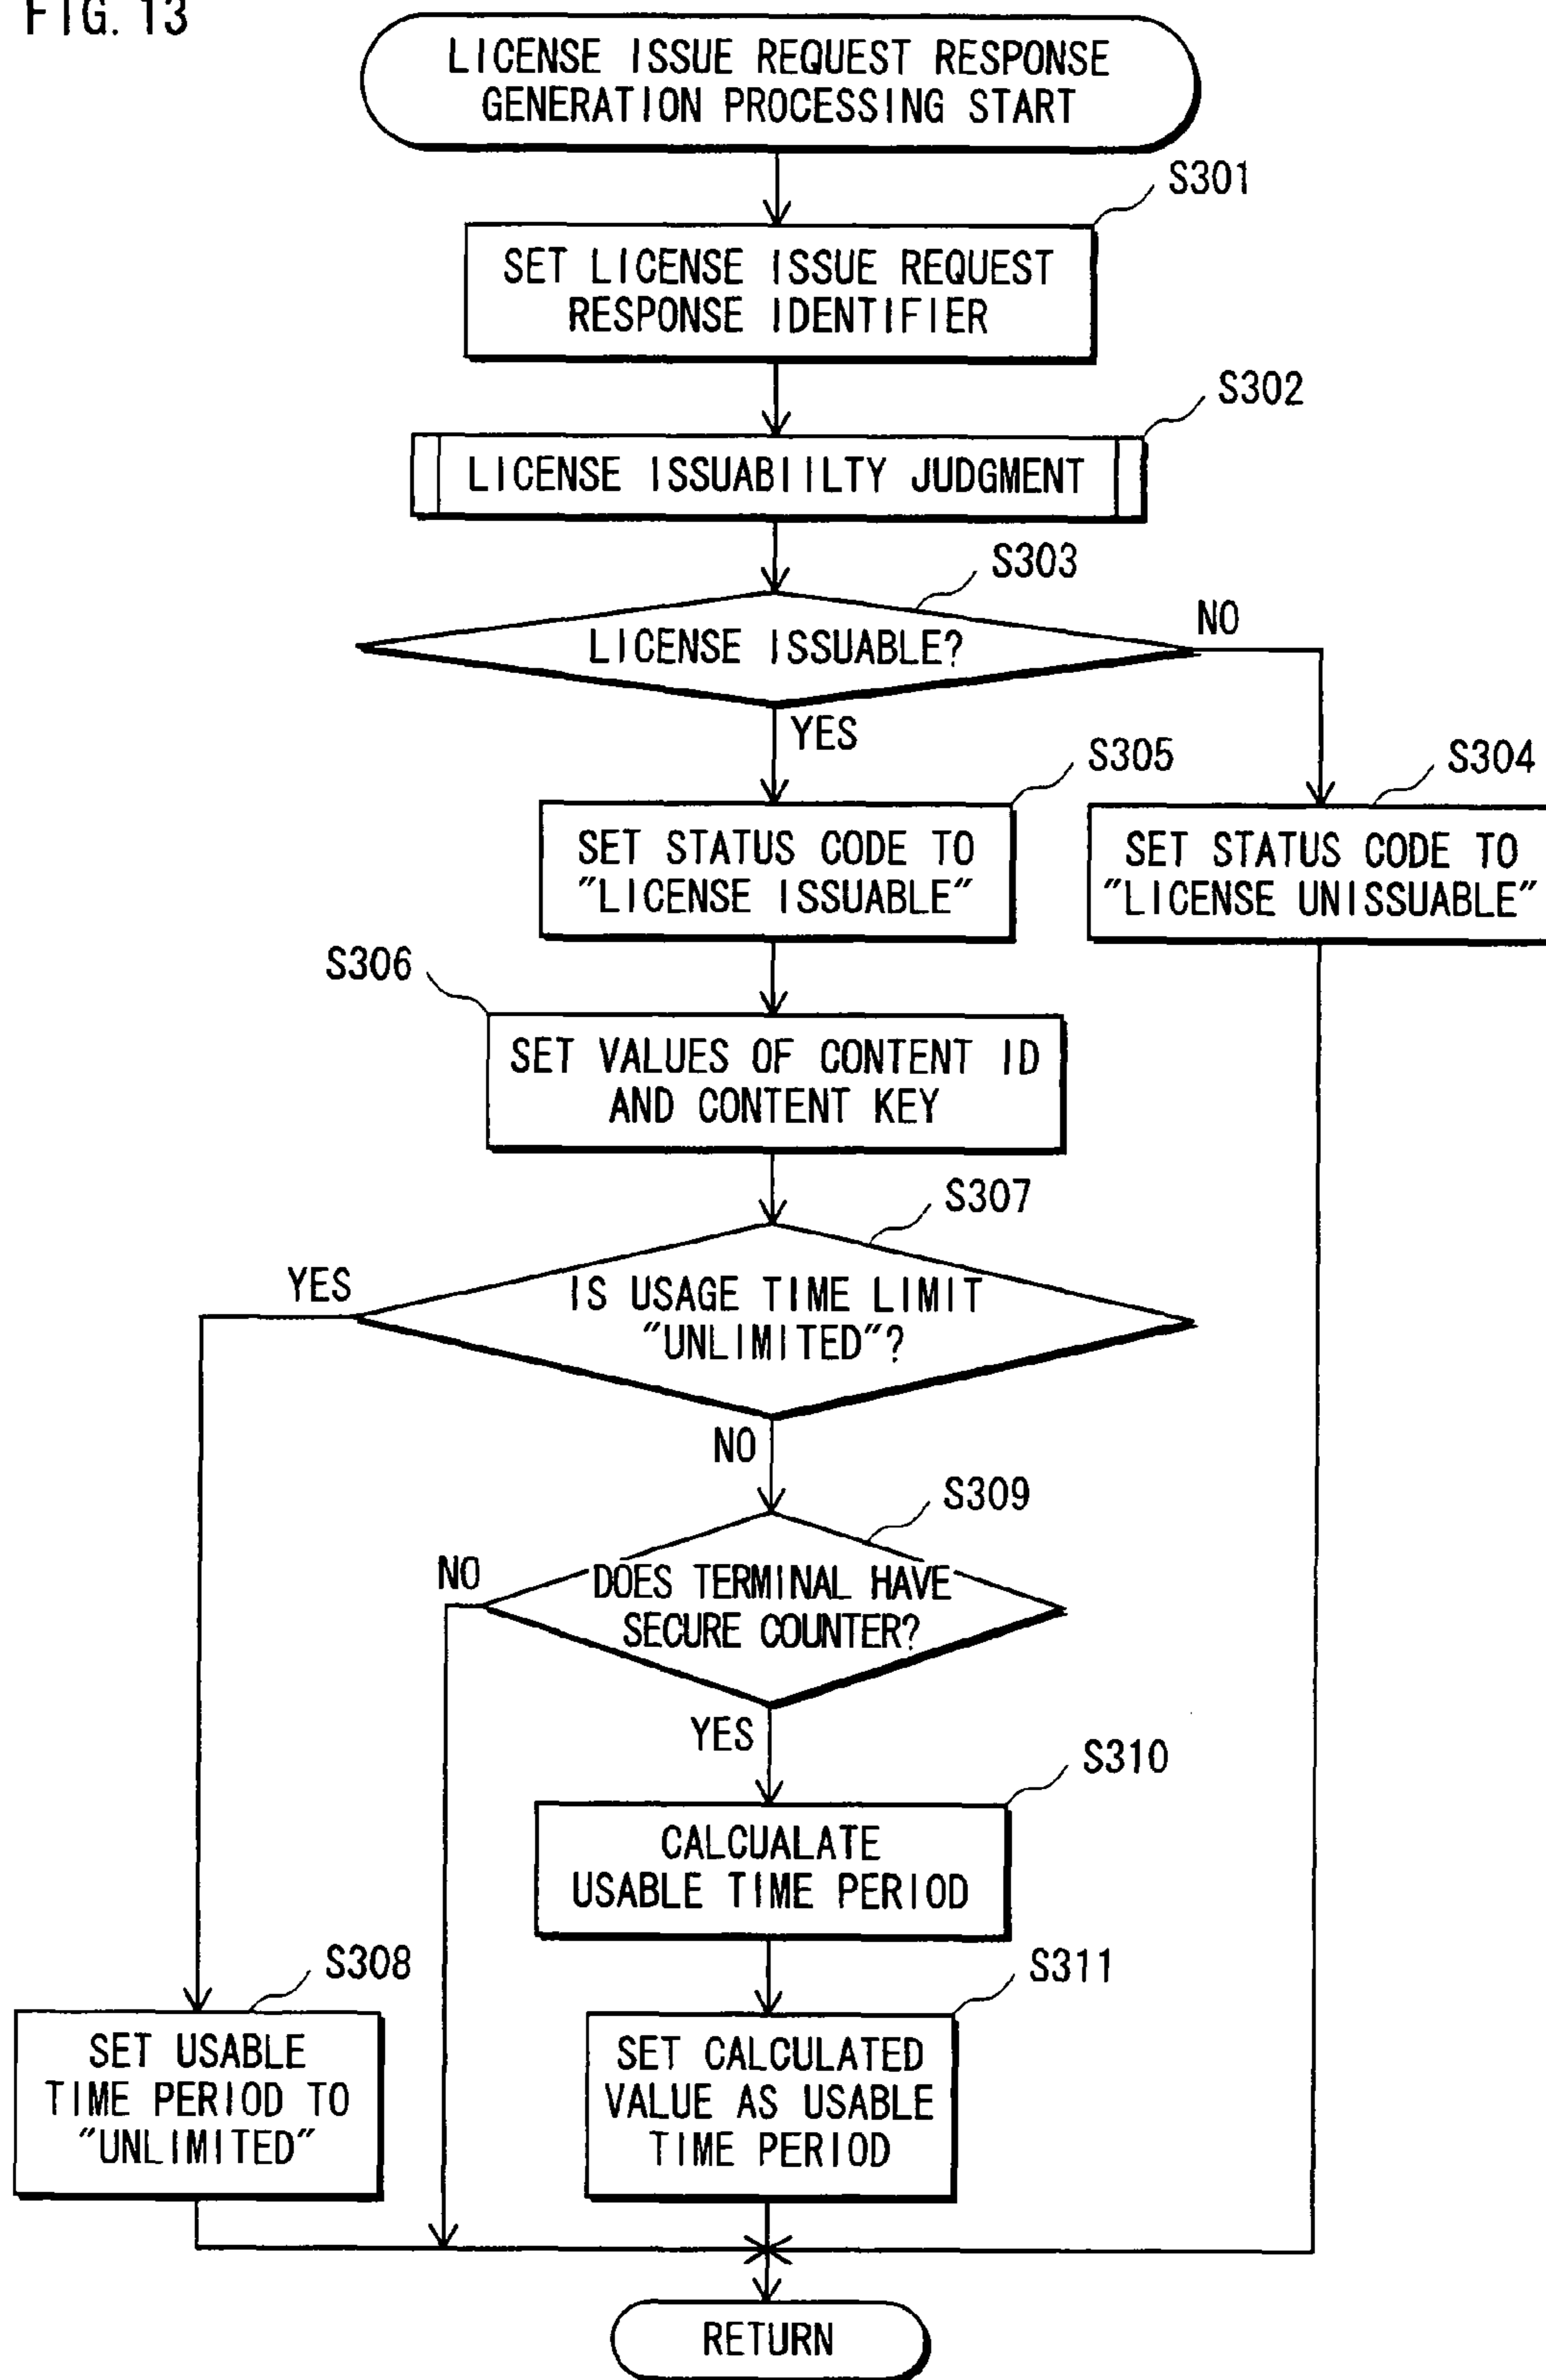 FIG. 13
LICENSE ISSUE REQUEST RESPONSE
GENERATION PROCESSING START
S301
SET LICENSE ISSUE REQUEST
RESPONSE IDENTIFIER
S302
LICENSE ISSUABIILTY JUDGMENT
S303
LICENSE ISSUABLE?
NO
YES
S305
SET STATUS CODE TO
"LICENSE ISSUABLE"
S304
SET STATUS CODE TO
"LICENSE UNISSUABLE"
S306
SET VALUES OF CONTENT ID
AND CONTENT KEY
S307
YES
IS USAGE TIME LIMIT
"UNLIMITED"?
NO
S309
NO
DOES TERMINAL HAVE
SECURE COUNTER?
YES
S310
CALCUALATE
USABLE TIME PERIOD
S308
SET USABLE
TIME PERIOD TO
"UNLIMITED"
S311
SET CALCULATED
VALUE AS USABLE
TIME PERIOD
RETURN